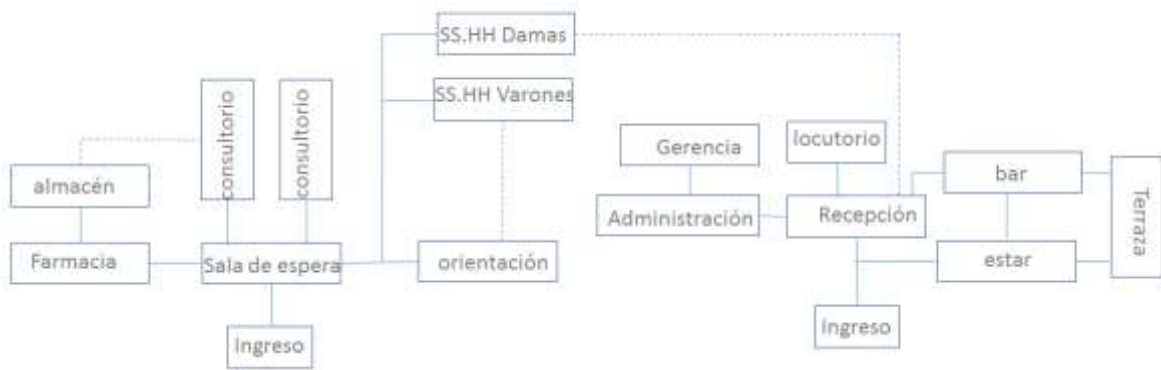 SS.HH Damas
SS.HH Varones
consultorio
consultorio
almacén
Farmacia
Sala de espera
orientación
Ingreso
Gerencia
locutorio
Administración
Recepción
bar
estar
Terraza
Ingreso